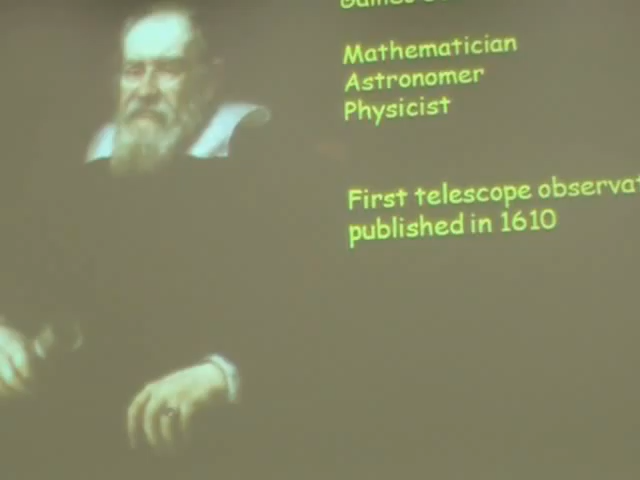 Mathematician
Astronomer
Physicist
First telescope observat
published in 1610